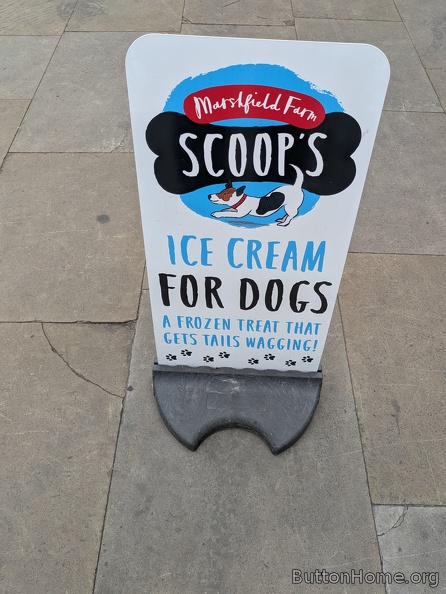 Marshfield Farm
SCOOP'S
ICE CREAM
FOR DOGS
A FROZEN TREAT THAT
GETS TAILS WAGGING!
ButtonHome.org